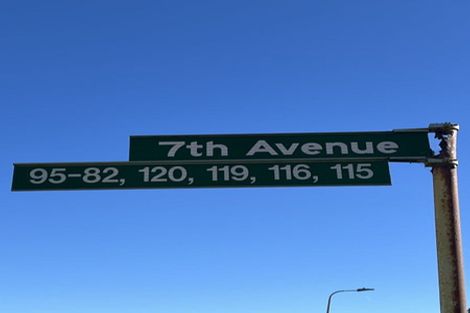 7th Avenue
95-82, 120, 119, 116, 115